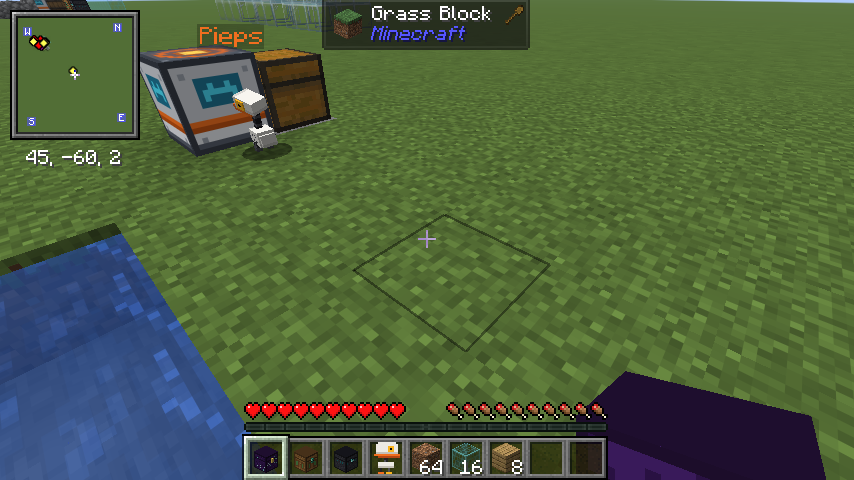 Grass Block
Minecraft
Pieps
W
N
S
E
45, -60, 2
64
16
8